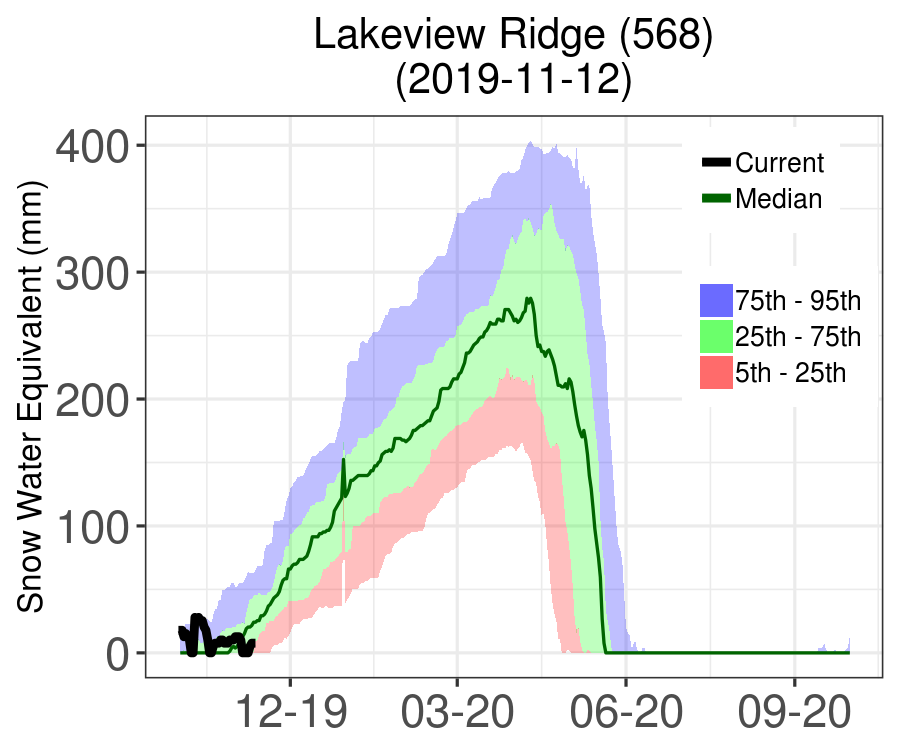 Lakeview Ridge (568)
(2019-11-12)
Snow Water Equivalent (mm)
400
300
200
100
0
12-19
03-20
06-20
09-20
Current
Median
75th - 95th
25th - 75th
5th - 25th